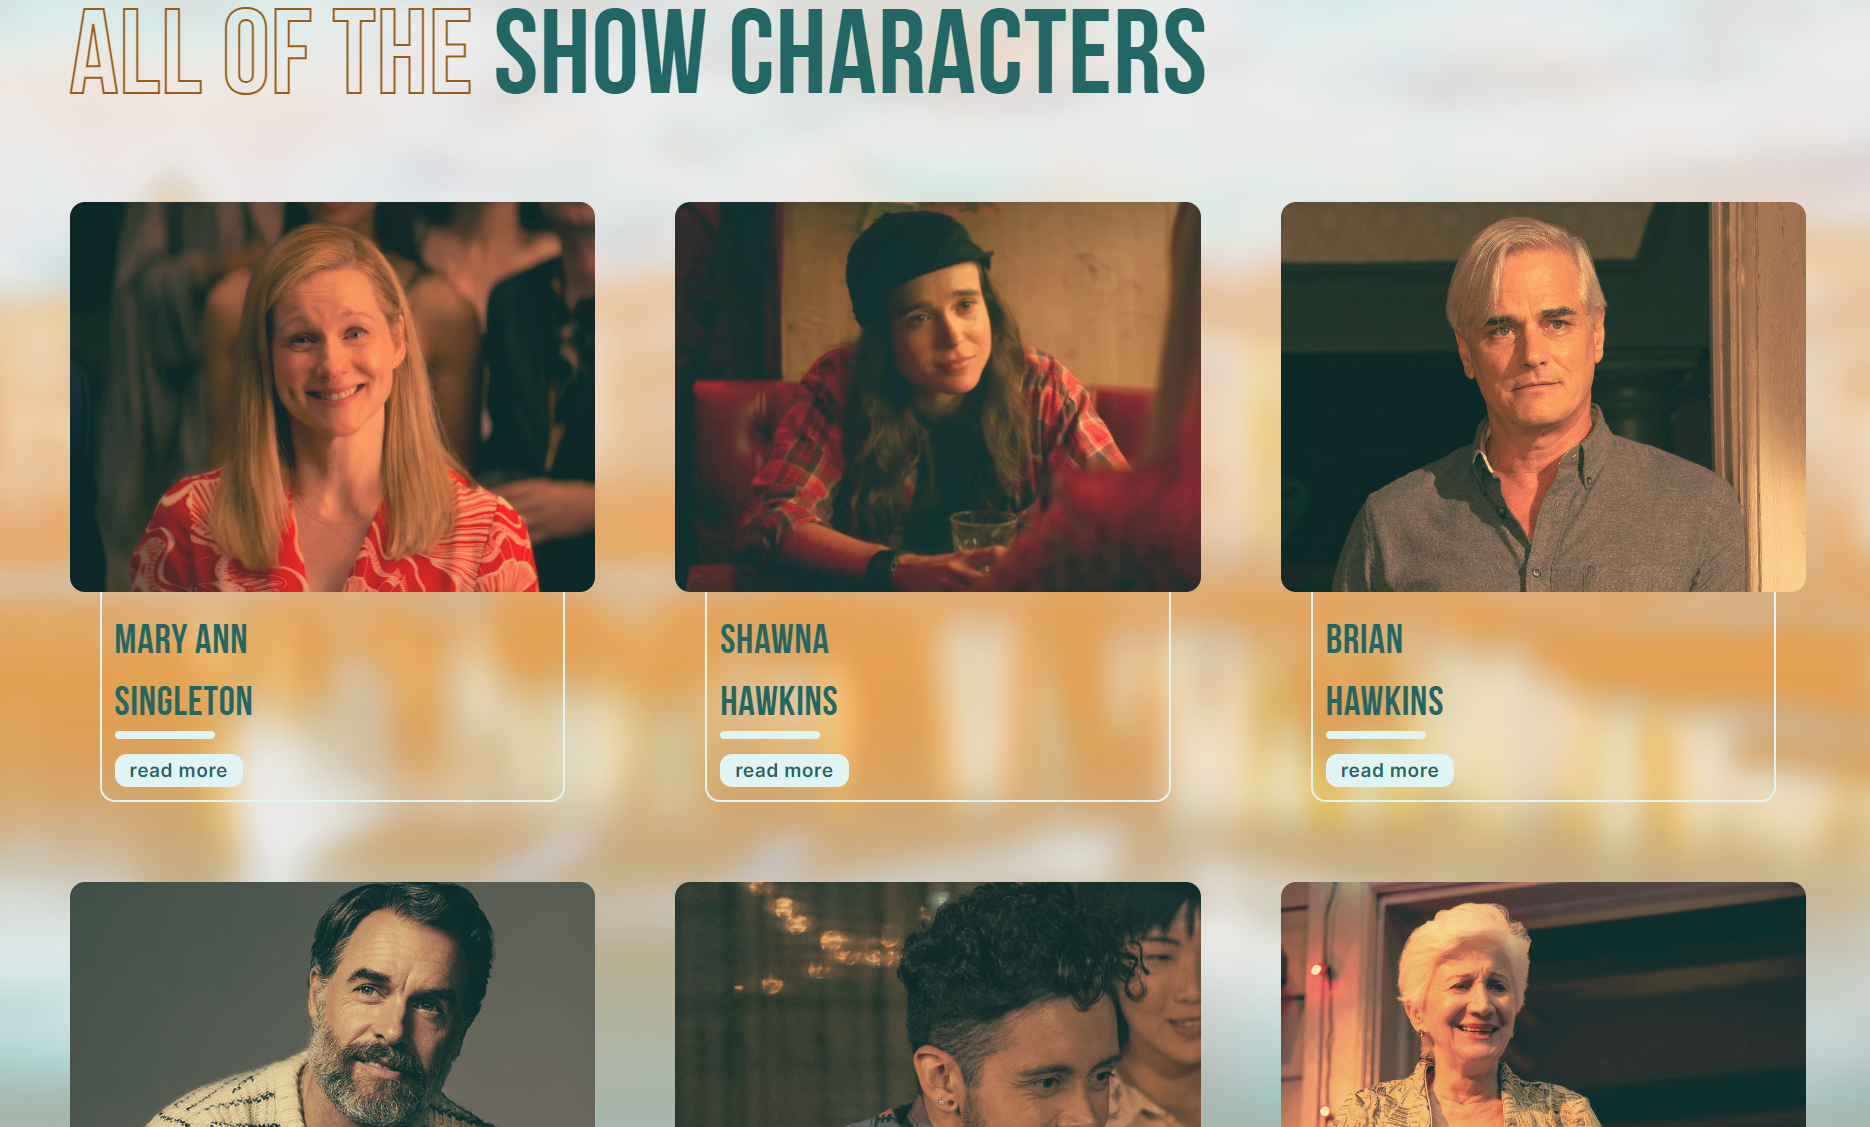 ALL OF THE SHOW CHARACTERS
MARY ANN
SINGLETON
read more
SHAWNA
HAWKINS
read more
BRIAN
HAWKINS
read more